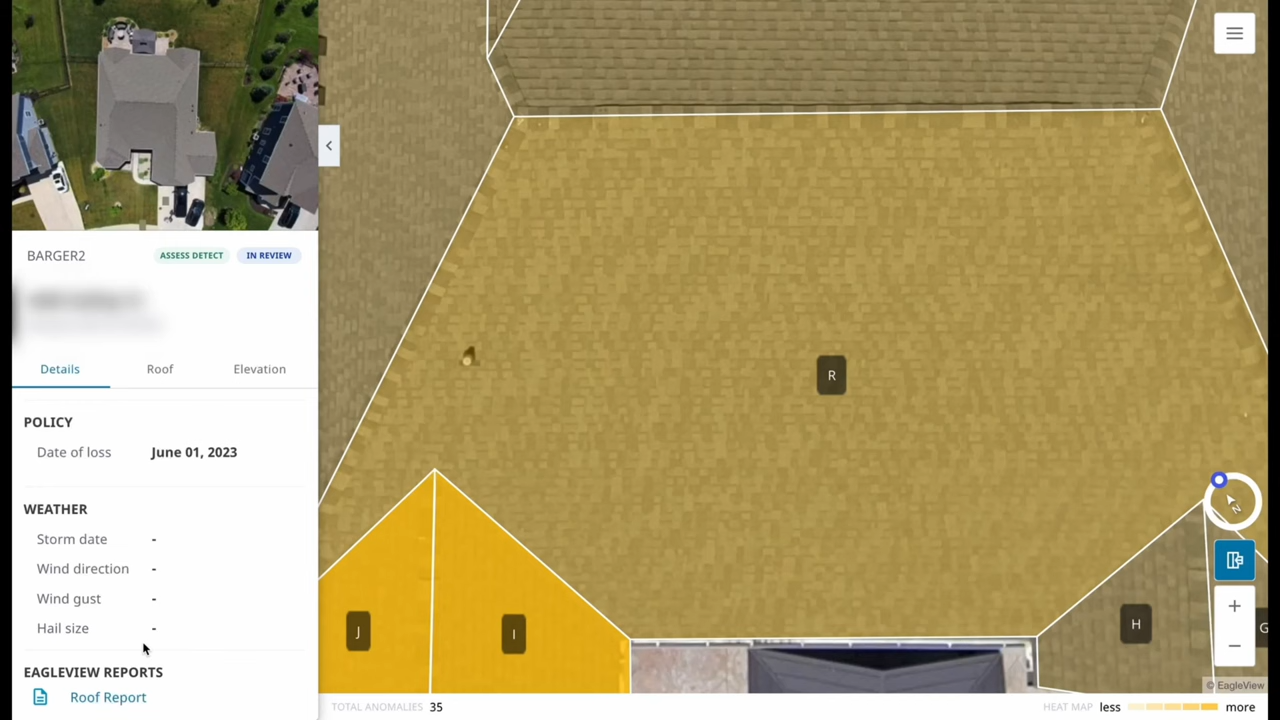 BARGER2
ASSESS DETECT
IN REVIEW
Details
Roof
Elevation
POLICY
Date of loss June 01, 2023
WEATHER
Storm date -
Wind direction -
Wind gust -
Hail size -
EAGLEVIEW REPORTS
Roof Report
R
J
I
H
G
N
© EagleView
TOTAL ANOMALIES 35
HEAT MAP less more